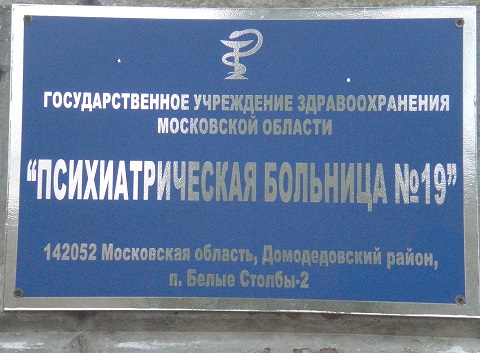 ГОСУДАРСТВЕННОЕ УЧРЕЖДЕНИЕ ЗДРАВООХРАНЕНИЯ
МОСКОВСКОЙ ОБЛАСТИ
"ПСИХИАТРИЧЕСКАЯ БОЛЬНИЦА №19"
142052 Московская область, Домодедовский район,
п. Белые Столбы-2